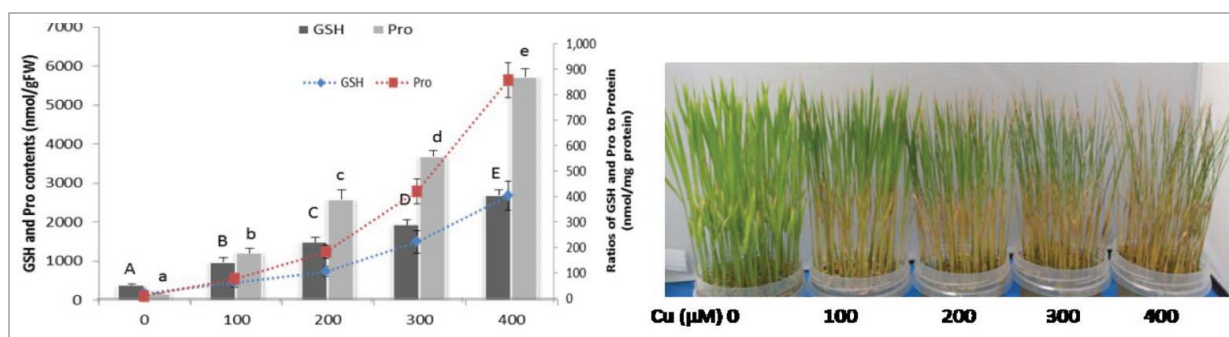 GSH and Pro contents (nmol/gFW)
7000
6000
5000
4000
3000
2000
1000
0
GSH
Pro
GSH
Pro
A
a
B
b
C
c
D
d
E
e
0
100
200
300
400
1,000
900
800
700
600
500
400
300
200
100
0
Ratios of GSH and Pro to Protein
(nmol/mg protein)
Cu (µM) 0
100
200
300
400